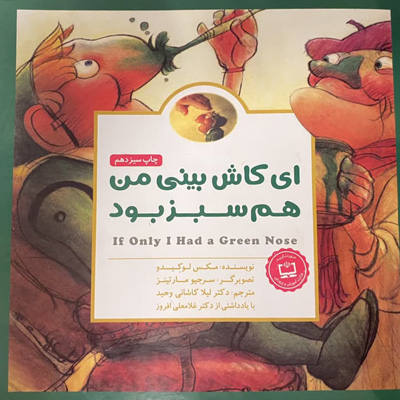 چاپ سیزدهم
ای کاش بینی من
هم سبز بود
If Only I Had a Green Nose
نویسنده: مکس لوکیدو
تصویرگر: سرجیو مارتینز
مترجم: دکتر لیلا کاشانی وحید
با یادداشتی از دکتر غلامعلی افروز